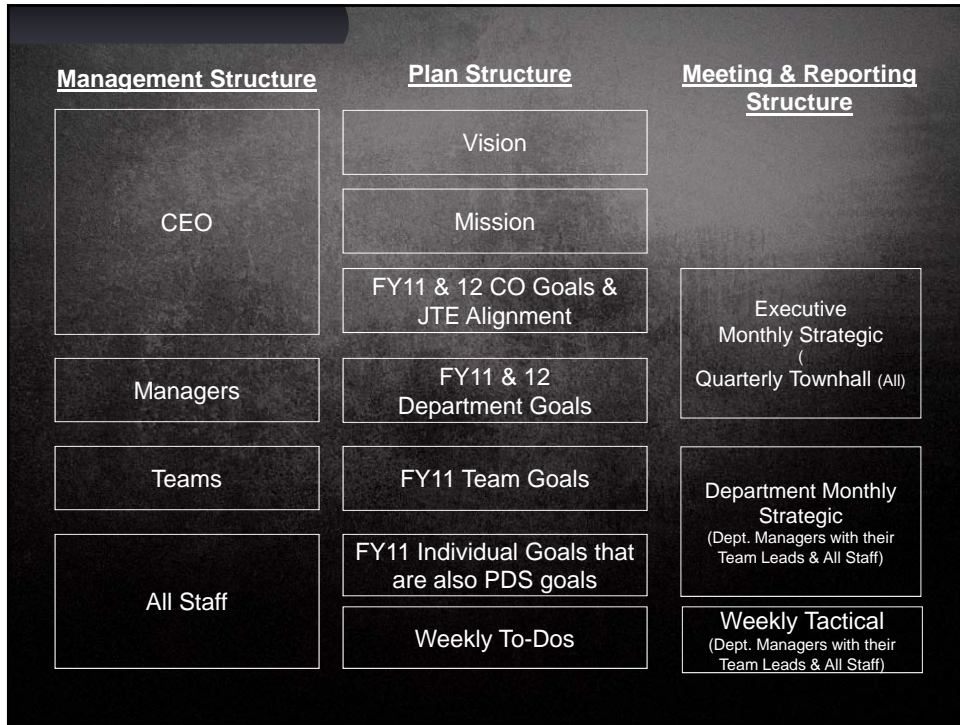 Management Structure
Plan Structure
Meeting & Reporting
Structure
CEO
Managers
Teams
All Staff
Vision
Mission
FY11 & 12 CO Goals &
JTE Alignment
FY11 & 12
Department Goals
FY11 Team Goals
FY11 Individual Goals that
are also PDS goals
Weekly To-Dos
Executive
Monthly Strategic
(
Quarterly Townhall (All)
Department Monthly
Strategic
(Dept. Managers with their
Team Leads & All Staff)
Weekly Tactical
(Dept. Managers with their
Team Leads & All Staff)